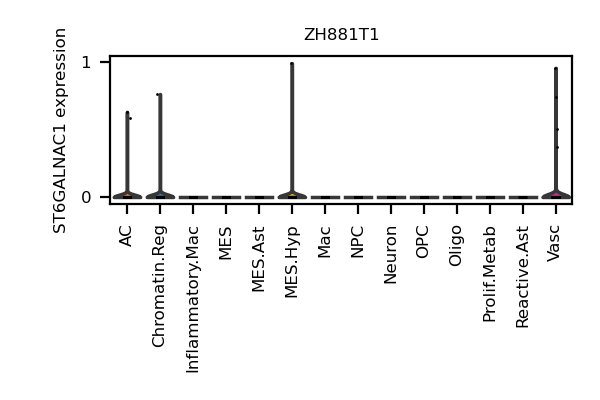 ZH881T1
ST6GALNAC1 expression
1
0
AC
Chromatin.Reg
Inflammatory.Mac
MES
MES.Ast
MES.Hyp
Mac
NPC
Neuron
OPC
Oligo
Prolif.Metab
Reactive.Ast
Vasc